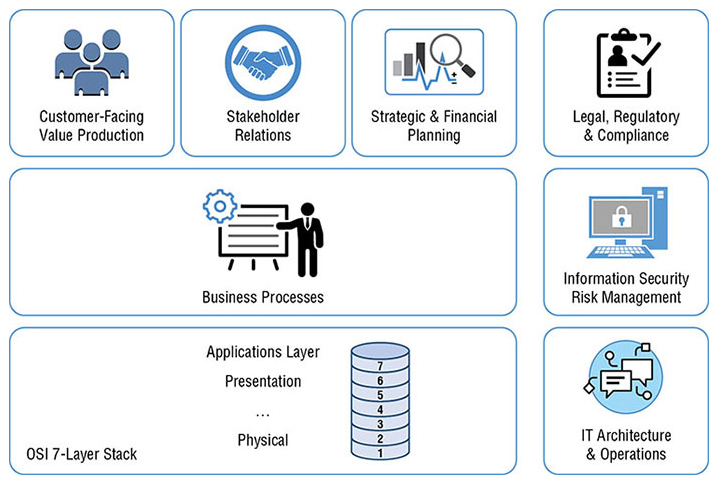 Customer-Facing
Value Production
Stakeholder
Relations
Strategic & Financial
Planning
Legal, Regulatory
& Compliance
Business Processes
Information Security
Risk Management
Applications Layer
Presentation
...
Physical
OSI 7-Layer Stack
7
6
5
4
3
2
1
IT Architecture
& Operations